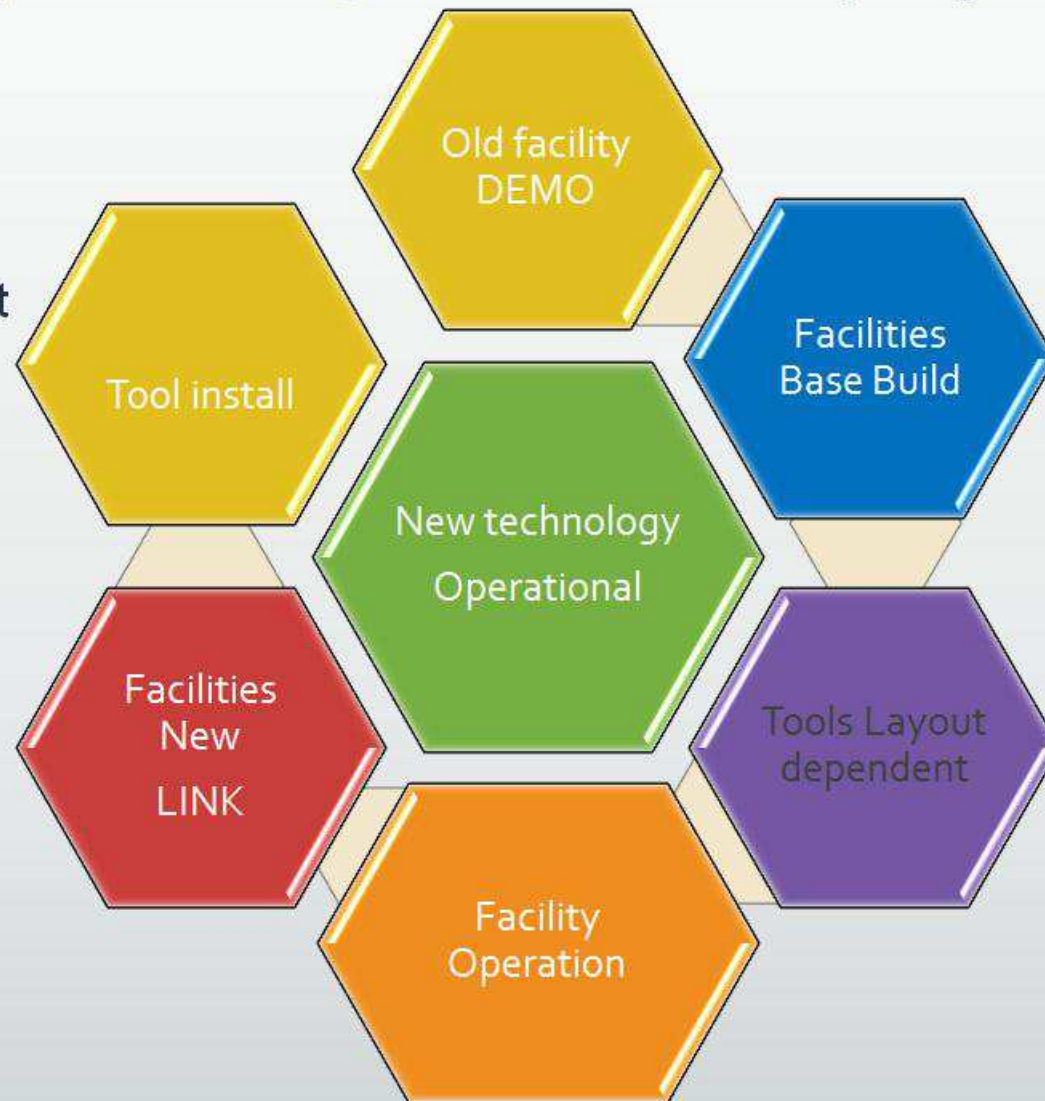 Old facility
DEMO
Facilities
Base Build
Tool install
New technology
Operational
Facilities
New
LINK
Tools Layout
dependent
Facility
Operation